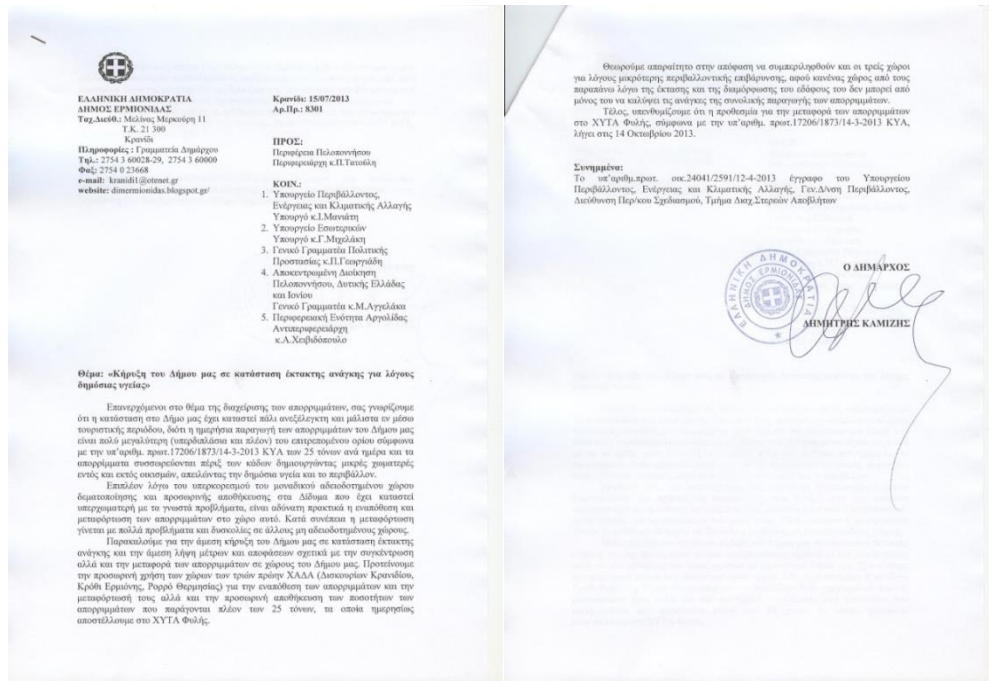 ΕΛΛΗΝΙΚΗ ΔΗΜΟΚΡΑΤΙΑ
ΔΗΜΟΣ ΕΡΜΙΟΝΙΔΑΣ
Ταχ.Διεύθ.: Μελίνας Μερκούρη 11
Τ.Κ. 21 300
Κρανίδι
Πληροφορίες : Γραμματεία Δημάρχου
Τηλ.: 2754 3 60028-29, 2754 3 60000
Φαξ: 2754 0 23668
e-mail: kranidi1@otenet.gr
website: dimermionidas.blogspot.gr/
Κρανίδι: 15/07/2013
Αρ.Πρ.: 8301
ΠΡΟΣ:
Περιφέρεια Πελοποννήσου
Περιφερειάρχη κ.Π.Τατούλη
ΚΟΙΝ.:
1. Υπουργείο Περιβάλλοντος,
Ενέργειας και Κλιματικής Αλλαγής
Υπουργό κ.Ι.Μανιάτη
2. Υπουργείο Εσωτερικών
Υπουργό κ.Γ.Μιχελάκη
3. Γενικό Γραμματέα Πολιτικής
Προστασίας κ.Π.Γεωργιάδη
4. Αποκεντρωμένη Διοίκηση
Πελοποννήσου, Δυτικής Ελλάδας
και Ιονίου
Γενικό Γραμματέα κ.Μ.Αγγελάκα
5. Περιφερειακή Ενότητα Αργολίδας
Αντιπεριφερειάρχη
κ.Α.Χειβιδόπουλο
Θέμα: «Κήρυξη του Δήμου μας σε κατάσταση έκτακτης ανάγκης για λόγους
δημόσιας υγείας»
Επανερχόμενοι στο θέμα της διαχείρισης των απορριμμάτων, σας γνωρίζουμε
ότι η κατάσταση στο Δήμο μας έχει καταστεί πάλι ανεξέλεγκτη και μάλιστα εν μέσω
τουριστικής περιόδου, διότι η ημερήσια παραγωγή των απορριμμάτων του Δήμου μας
είναι πολύ μεγαλύτερη (υπερδιπλάσια και πλέον) του επιτρεπομένου ορίου σύμφωνα
με την υπ'αριθμ. πρωτ.17206/1873/14-3-2013 ΚΥΑ των 25 τόνων ανά ημέρα και τα
απορρίμματα συσσωρεύονται πέριξ των κάδων δημιουργώντας μικρές χωματερές
εντός και εκτός οικισμών, απειλώντας την δημόσια υγεία και το περιβάλλον.
Επιπλέον λόγω του υπερκορεσμού του μοναδικού αδειοδοτημένου χώρου
δεματοποίησης και προσωρινής αποθήκευσης στα Δίδυμα που έχει καταστεί
υπερχωματερή με τα γνωστά προβλήματα, είναι αδύνατη πρακτικά η εναπόθεση και
μεταφόρτωση των απορριμμάτων στο χώρο αυτό. Κατά συνέπεια η μεταφόρτωση
γίνεται με πολλά προβλήματα και δυσκολίες σε άλλους μη αδειοδοτημένους χώρους.
Παρακαλούμε για την άμεση κήρυξη του Δήμου μας σε κατάσταση έκτακτης
ανάγκης και την άμεση λήψη μέτρων και αποφάσεων σχετικά με την συγκέντρωση
αλλά και την μεταφορά των απορριμμάτων σε χώρους του Δήμου μας. Προτείνουμε
την προσωρινή χρήση των χώρων των τριών πρώην ΧΑΔΑ (Δισκουρίων Κρανιδίου,
Κρόθι Ερμιόνης, Ρορρό Θερμησίας) για την εναπόθεση των απορριμμάτων και την
μεταφόρτωσή τους αλλά και την προσωρινή αποθήκευση των ποσοτήτων των
απορριμμάτων που παράγονται πλέον των 25 τόνων, τα οποία ημερησίως
αποστέλλουμε στο ΧΥΤΑ Φυλής.
Θεωρούμε απαραίτητο στην απόφαση να συμπεριληφθούν και οι τρείς χώροι
για λόγους μικρότερης περιβαλλοντικής επιβάρυνσης, αφού κανένας χώρος από τους
παραπάνω λόγω της έκτασης και της διαμόρφωσης του εδάφους του δεν μπορεί από
μόνος του να καλύψει τις ανάγκες της συνολικής παραγωγής των απορριμμάτων.
Τέλος, υπενθυμίζουμε ότι η προθεσμία για την μεταφορά των απορριμμάτων
στο ΧΥΤΑ Φυλής, σύμφωνα με την υπ'αριθμ. πρωτ.17206/1873/14-3-2013 ΚΥΑ,
λήγει στις 14 Οκτωβρίου 2013.
Συνημμένα:
Το υπ'αριθμ.πρωτ. οικ.24041/2591/12-4-2013 έγγραφο του Υπουργείου
Περιβάλλοντος, Ενέργειας και Κλιματικής Αλλαγής, Γεν.Δ/νση Περιβάλλοντος,
Διεύθυνση Περ/κου Σχεδιασμού, Τμήμα Διαχ.Στερεών Αποβλήτων
Ο ΔΗΜΑΡΧΟΣ
ΕΛΛΗΝΙΚΗ ΔΗΜΟΚΡΑΤΙΑ
ΔΗΜΟΣ ΕΡΜΙΟΝΙΔΑΣ
ΔΗΜΗΤΡΗΣ ΚΑΜΙΖΗΣ